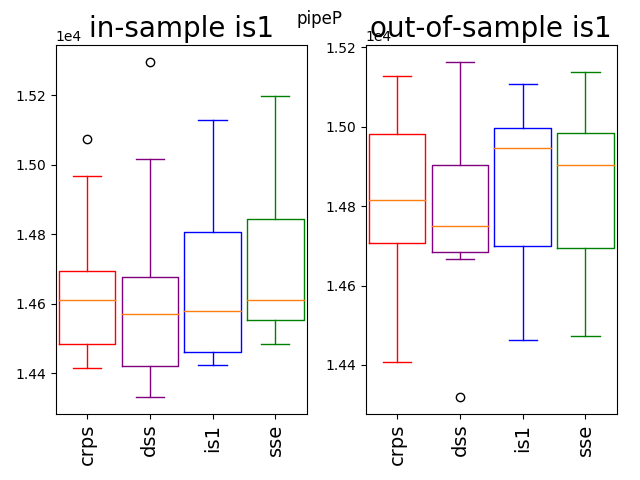 pipeP
in-sample is1
out-of-sample is1
1e4
1e4
1.52
1.50
1.48
1.46
1.44
1.52
1.50
1.48
1.46
1.44
crps
dss
is1
sse
crps
dss
is1
sse